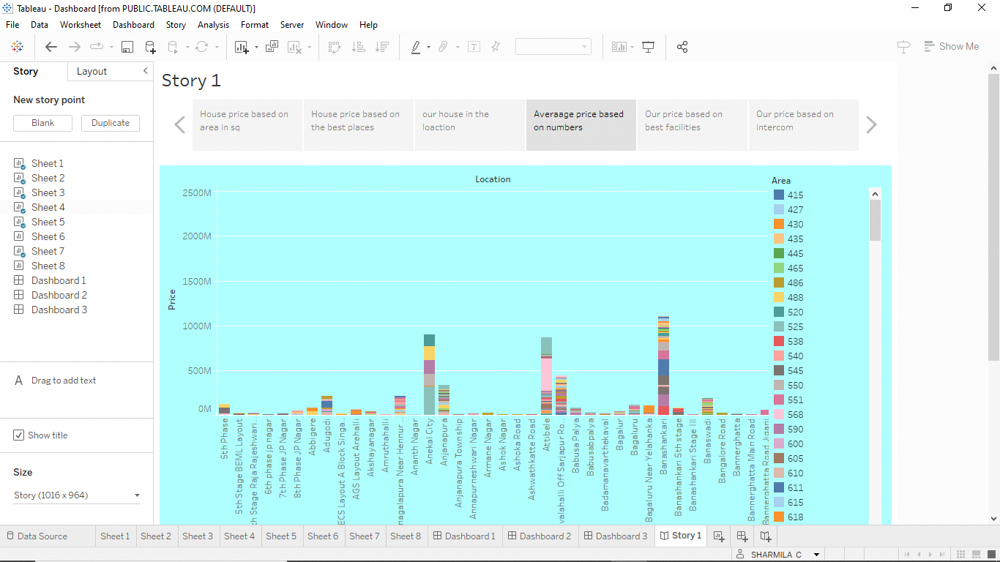 Tableau - Dashboard [from PUBLIC.TABLEAU.COM (DEFAULT)]
File Data Worksheet Dashboard Story Analysis Format Server Window Help
Show Me
Story Layout
New story point
Blank Duplicate
Sheet 1
Sheet 2
Sheet 3
Sheet 4
Sheet 5
Sheet 6
Sheet 7
Sheet 8
Dashboard 1
Dashboard 2
Dashboard 3
A Drag to add text
Show title
Size
Story (1016 x 964)
Story 1
House price based on
area in sq
House price based on
the best places
our house in the
loaction
Averaage price based
on numbers
Our price based on
best facilities
Our price based on
intercom
Location
Price
2500M
2000M
1500M
1000M
500M
0M
5th Phase
5th Stage BEML Layout
th Stage Raja Rajeshwari ..
6th phase jp nagar
7th Phase JP Nagar
8th Phase JP Nagar
Abbigere
Adugodi
ECS Layout A Block Singa..
AGS Layout Arehalli
Akshayanagar
Amruthahalli
nagalapura Near Hennur ..
Ananth Nagar
Anekal City
Anjanapura
Anjanapura Township
Annapurneshwari Nagar
Armane Nagar
Ashok Nagar
Ashoka Road
Ashwathkatte Road
Attibele
valahalli Off Sarjapur Ro..
Babusa Palya
Babusabpalya
Badamanavarthekaval
Bagalur
Bagaluru
Bagaluru Near Yelahanka
Banashankari
Banashankari 5th stage
Banashankari Stage III
Banaswadi
Bangalore Road
Bannerghatta
Bannerghatta Main Road
Bannerghatta Road Jigani
Area
415
427
430
435
445
465
486
488
520
525
538
540
545
550
551
568
590
600
605
610
611
615
618
Data Source Sheet 1 Sheet 2 Sheet 3 Sheet 4 Sheet 5 Sheet 6 Sheet 7 Sheet 8 Dashboard 1 Dashboard 2 Dashboard 3 Story 1
SHARMILA C